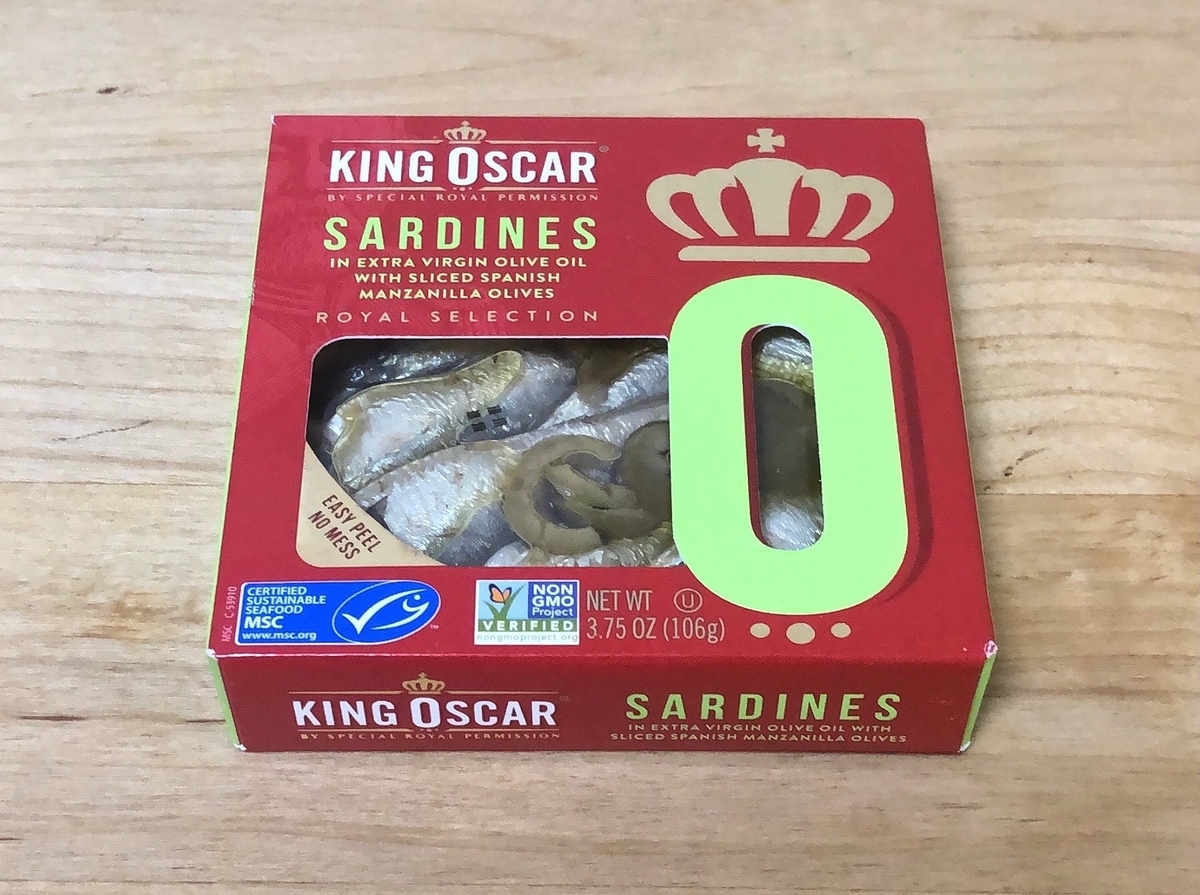 KING OSCAR®
BY SPECIAL ROYAL PERMISSION
SARDINES
IN EXTRA VIRGIN OLIVE OIL
WITH SLICED SPANISH
MANZANILLA OLIVES
ROYAL SELECTION
O
EASY PEEL
NO MESS
MSC C-53910
CERTIFIED
SUSTAINABLE
SEAFOOD
MSC
www.msc.org
™
NON
GMO
Project
VERIFIED
nongmoproject.org
NET WT Ⓤ
3.75 OZ (106g)
KING OSCAR®
BY SPECIAL ROYAL PERMISSION
SARDINES
IN EXTRA VIRGIN OLIVE OIL WITH
SLICED SPANISH MANZANILLA OLIVES